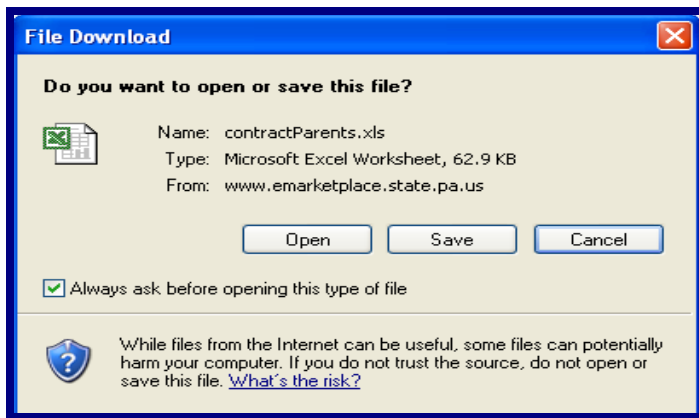 File Download
Do you want to open or save this file?
Name: contractParents.xls
Type: Microsoft Excel Worksheet, 62.9 KB
From: www.emarketplace.state.pa.us
Open Save Cancel
Always ask before opening this type of file
While files from the Internet can be useful, some files can potentially
harm your computer. If you do not trust the source, do not open or
save this file. What's the risk?